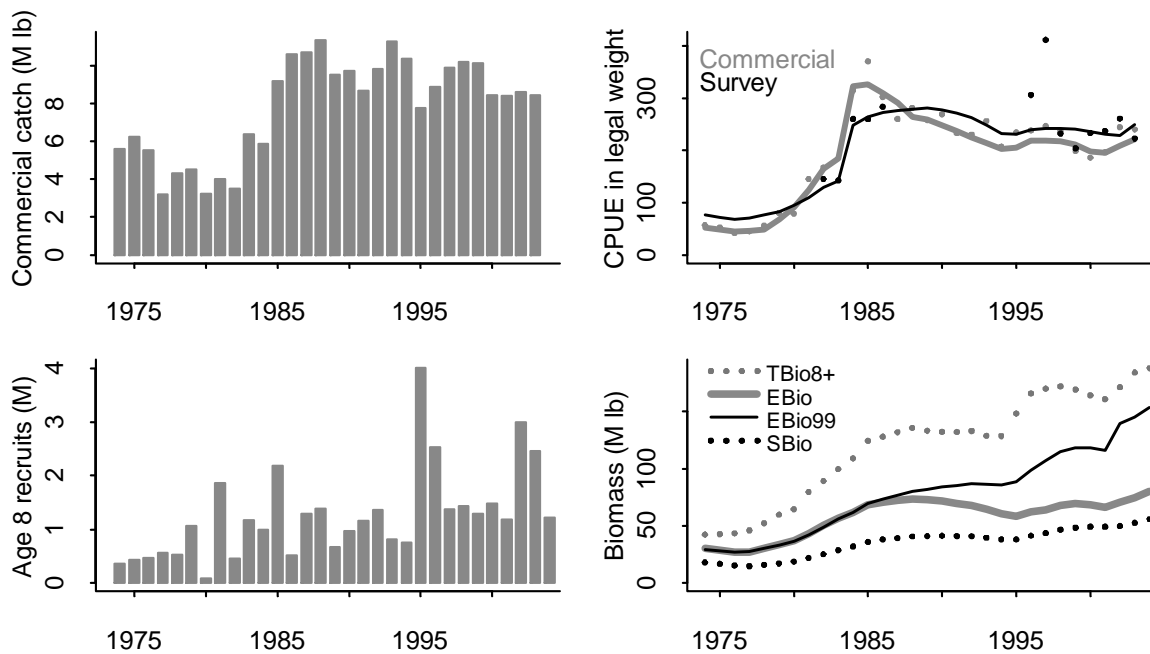 Commercial catch (M lb)
0
2
4
6
8
1975
1985
1995
CPUE in legal weight
0
100
300
Commercial
Survey
1975
1985
1995
Age 8 recruits (M)
0
1
2
3
4
1975
1985
1995
Biomass (M lb)
0
50
100
TBio8+
EBio
EBio99
SBio
1975
1985
1995